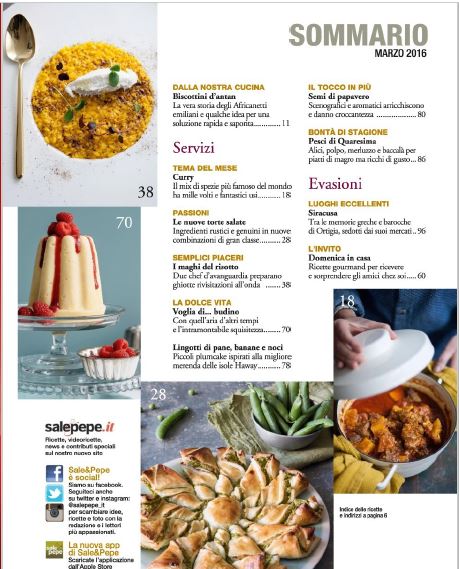 SOMMARIO
MARZO 2016
38
70
DALLA NOSTRA CUCINA
Biscottini d'antan
La vera storia degli Africanetti
emiliani e qualche idea per una
soluzione rapida e saporita............11
Servizi
TEMA DEL MESE
Curry
Il mix di spezie più famoso del mondo
ha mille volti e fantastici usi............18
PASSIONI
Le nuove torte salate
Ingredienti rustici e genuini in nuove
combinazioni di gran classe............28
SEMPLICI PIACERI
I maghi del risotto
Due chef d'avanguardia preparano
ghiotte rivisitazioni all'onda ........38
LA DOLCE VITA
Voglia di... budino
Con quell'aria d'altri tempi
e l'intramontabile squisitezza..........70
Lingotti di pane, banane e noci
Piccoli plumcake ispirati alla migliore
merenda delle isole Haway............78
IL TOCCO IN PIÙ
Semi di papavero
Scenografici e aromatici arricchiscono
e danno croccantezza ..................80
BONTÀ DI STAGIONE
Pesci di Quaresima
Alici, polpo, merluzzo e baccalà per
piatti di magro ma ricchi di gusto...86
Evasioni
LUOGHI ECCELLENTI
Siracusa
Tra le memorie greche e barocche
di Ortigia, sedotti dai suoi mercati..96
L'INVITO
Domenica in casa
Ricette gourmand per ricevere
e sorprendere gli amici chez soi.....60
18
28
salepepe.it
Ricette, videoricette,
news e contributi speciali
sul nostro nuovo sito
Sale&Pepe
è social!
Siamo su facebook.
Seguiteci anche
su twitter e instagram:
@salepepe_it
per scambiare idee,
ricette e foto con la
redazione e i lettori
più appassionati.
sale
pepe
La nuova app
di Sale&Pepe
Scaricate l'applicazione
dall'Apple Store
Indice delle ricette
e indirizzi a pagina 6